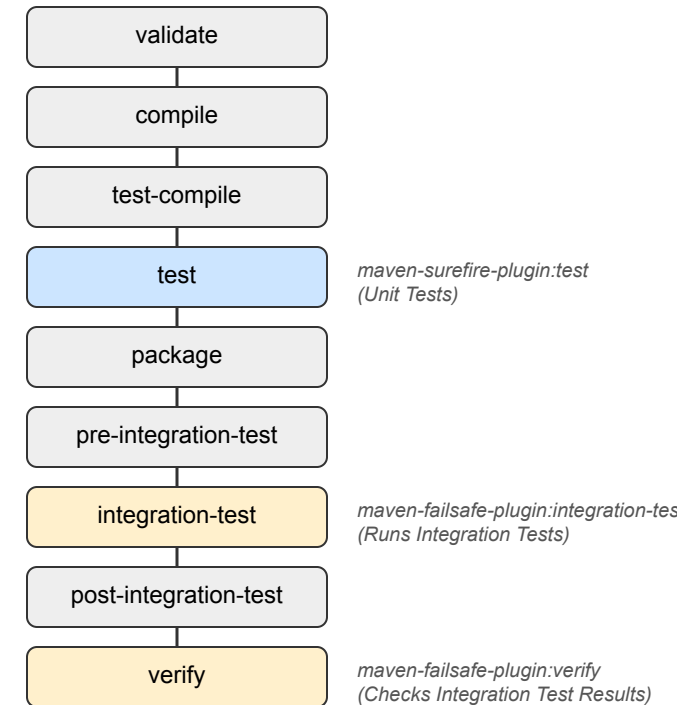 validate
compile
test-compile
test
maven-surefire-plugin:test
(Unit Tests)
package
pre-integration-test
integration-test
maven-failsafe-plugin:integration-tes
(Runs Integration Tests)
post-integration-test
verify
maven-failsafe-plugin:verify
(Checks Integration Test Results)